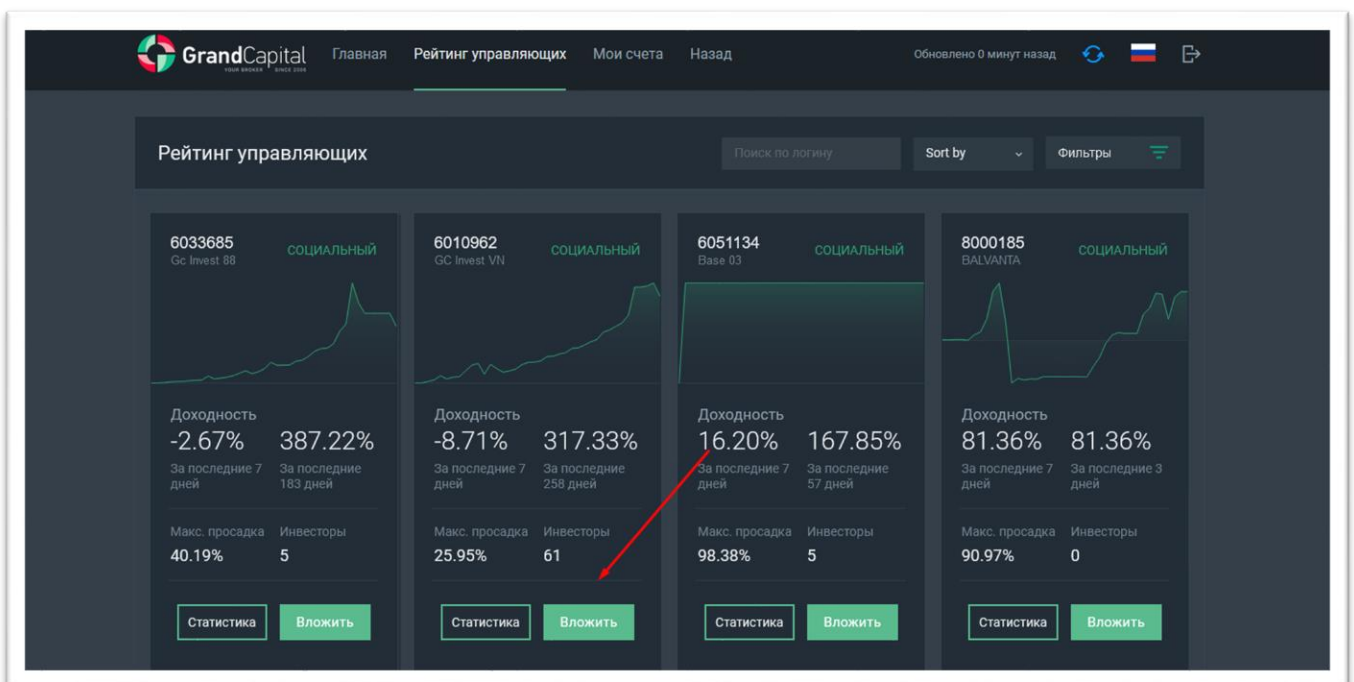 GrandCapital
YOUR BROKER SINCE 2006
Главная
Рейтинг управляющих
Мои счета
Назад
Обновлено 0 минут назад
Рейтинг управляющих
Поиск по логину
Sort by
Фильтры
6033685
СОЦИАЛЬНЫЙ
Gc Invest 88
Доходность
-2.67% 387.22%
За последние 7 За последние
дней 183 дней
Макс. просадка Инвесторы
40.19% 5
Статистика Вложить
6010962
СОЦИАЛЬНЫЙ
GC Invest VN
Доходность
-8.71% 317.33%
За последние 7 За последние
дней 258 дней
Макс. просадка Инвесторы
25.95% 61
Статистика Вложить
6051134
СОЦИАЛЬНЫЙ
Base 03
Доходность
16.20% 167.85%
За последние 7 За последние
дней 57 дней
Макс. просадка Инвесторы
98.38% 5
Статистика Вложить
8000185
СОЦИАЛЬНЫЙ
BALVANTA
Доходность
81.36% 81.36%
За последние 7 За последние 3
дней дней
Макс. просадка Инвесторы
90.97% 0
Статистика Вложить